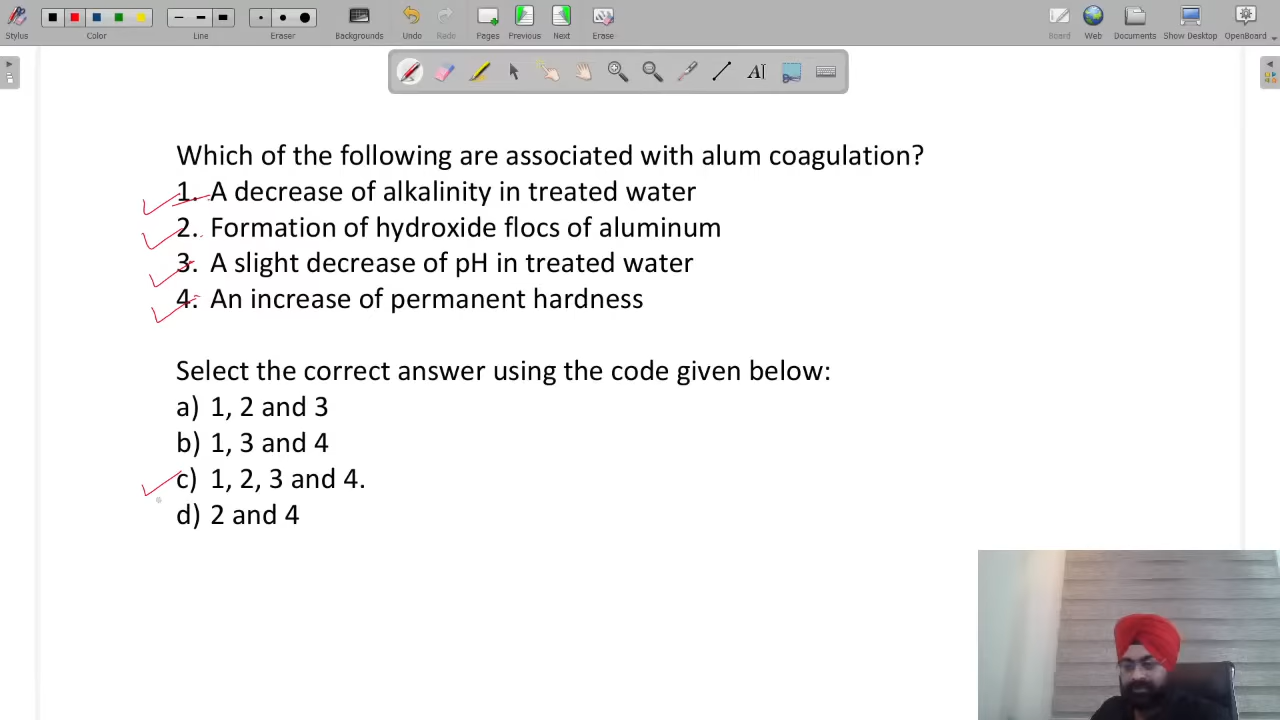 Stylus
Color
Line
Eraser
Backgrounds
Undo
Redo
Pages
Previous
Next
Erase
Board
Web
Documents
Show Desktop
OpenBoard
Which of the following are associated with alum coagulation?
1. A decrease of alkalinity in treated water
2. Formation of hydroxide flocs of aluminum
3. A slight decrease of pH in treated water
4. An increase of permanent hardness
Select the correct answer using the code given below:
a) 1, 2 and 3
b) 1, 3 and 4
c) 1, 2, 3 and 4.
d) 2 and 4